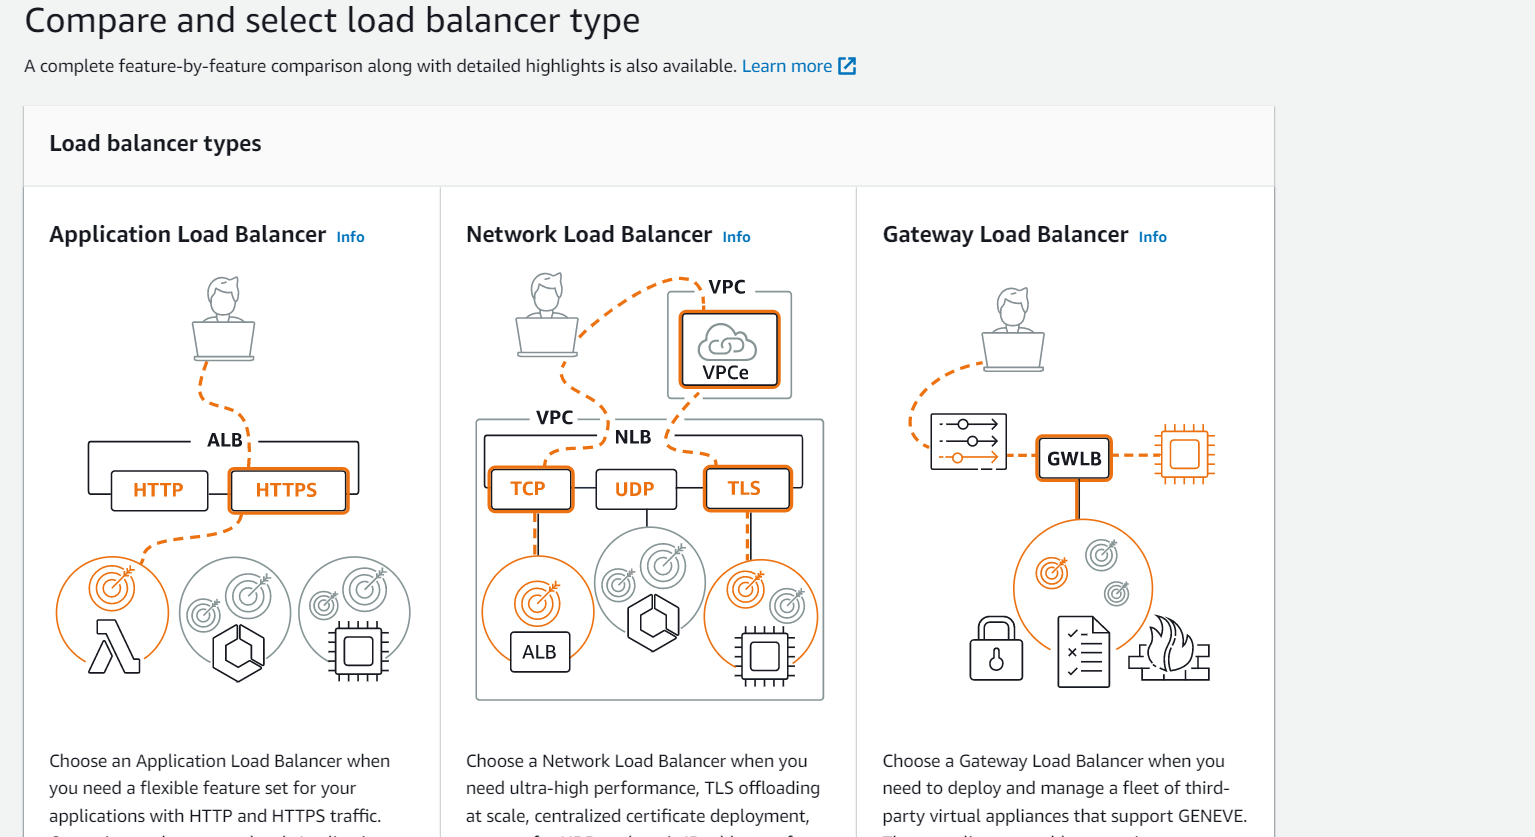 Compare and select load balancer type
A complete feature-by-feature comparison along with detailed highlights is also available. Learn more
Load balancer types
Application Load Balancer Info
ALB
HTTP
HTTPS
Choose an Application Load Balancer when
you need a flexible feature set for your
applications with HTTP and HTTPS traffic.
Network Load Balancer Info
VPC
VPCe
VPC
NLB
TCP
UDP
TLS
ALB
Choose a Network Load Balancer when you
need ultra-high performance, TLS offloading
at scale, centralized certificate deployment,
Gateway Load Balancer Info
GWLB
Choose a Gateway Load Balancer when you
need to deploy and manage a fleet of third-
party virtual appliances that support GENEVE.